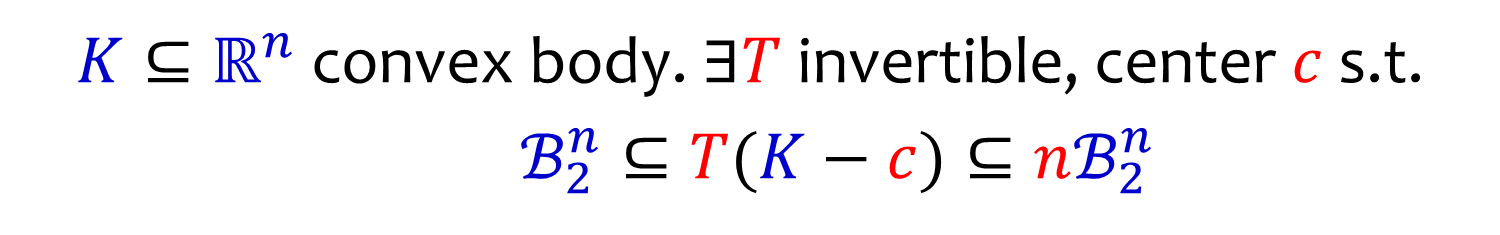 K ⊆ ℝⁿ convex body. ∃T invertible, center c s.t.
ℬ₂ⁿ ⊆ T(K − c) ⊆ nℬ₂ⁿ